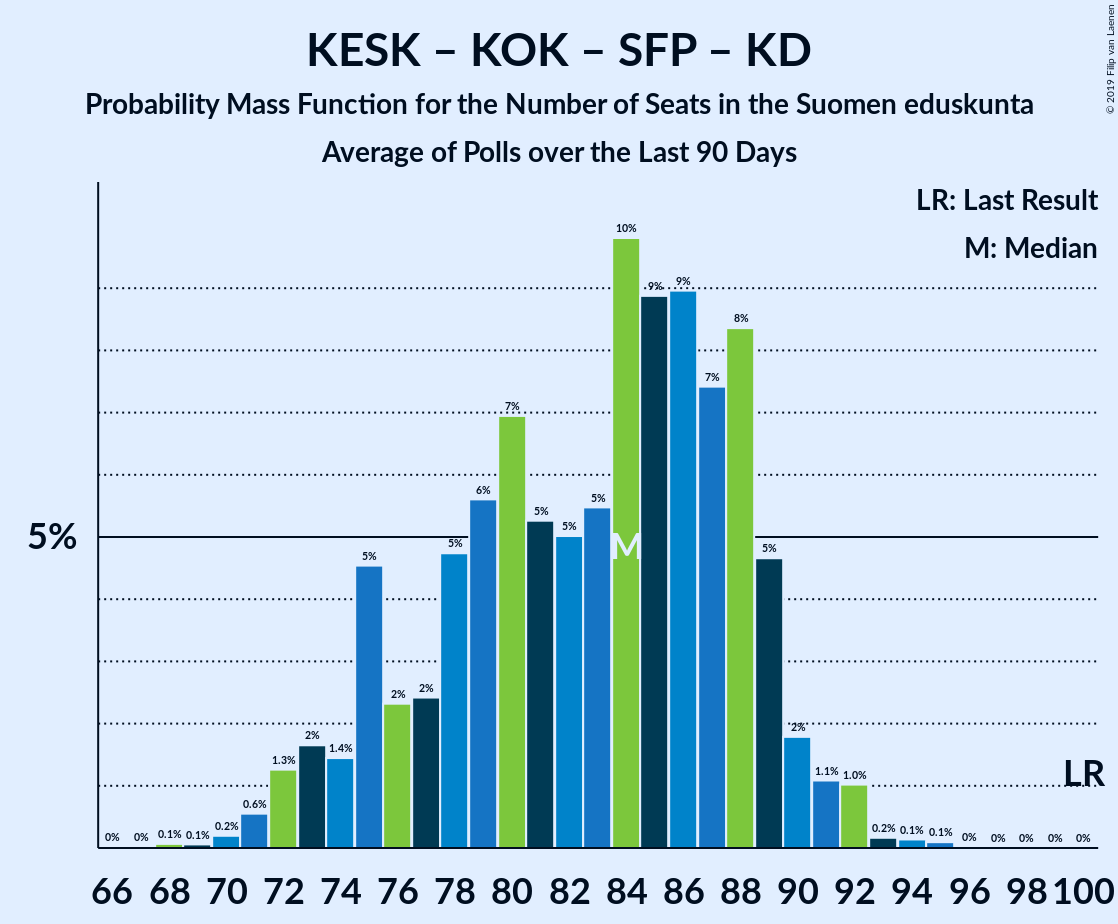 KESK – KOK – SFP – KD
Probability Mass Function for the Number of Seats in the Suomen eduskunta
Average of Polls over the Last 90 Days
© 2019 Filip van Laenen
LR: Last Result
M: Median
5%
0% 0% 0.1% 0.1% 0.2% 0.6% 1.3% 2% 1.4% 5% 2% 2% 5% 6% 7% 5% 5% 5% 10% 9% 9% 7% 8% 5% 2% 1.1% 1.0% 0.2% 0.1% 0.1% 0% 0% 0% 0% 0%
M
LR
66 68 70 72 74 76 78 80 82 84 86 88 90 92 94 96 98 100